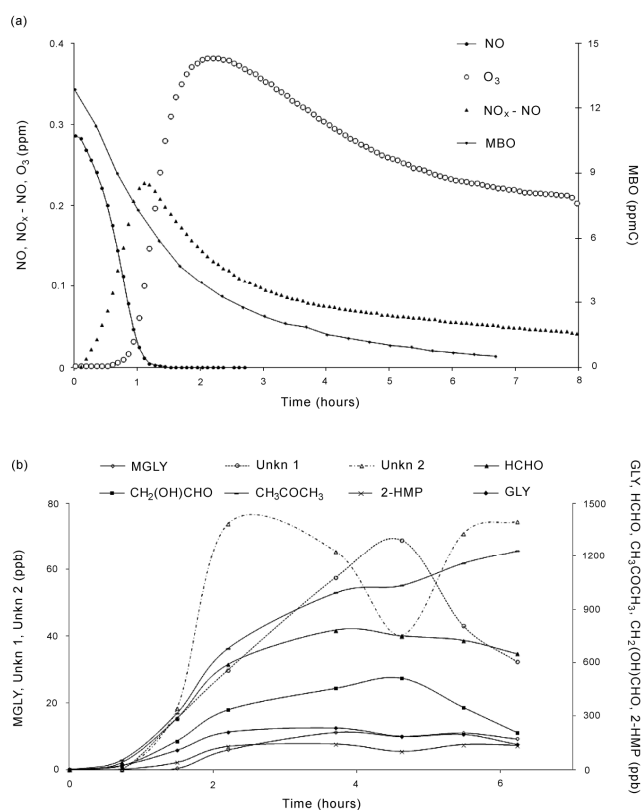 (a)
NO
O3
NOx - NO
MBO
NO, NOx - NO, O3 (ppm)
0.4
0.3
0.2
0.1
0
MBO (ppmC)
15
12
9
6
3
0
0 1 2 3 4 5 6 7 8
Time (hours)
(b)
MGLY Unkn 1 Unkn 2 HCHO
CH2(OH)CHO CH3COCH3 2-HMP GLY
MGLY, Unkn 1, Unkn 2 (ppb)
80
60
40
20
0
GLY, HCHO, CH3COCH3, CH2(OH)CHO, 2-HMP (ppb)
1500
1200
900
600
300
0
0 2 4 6
Time (hours)